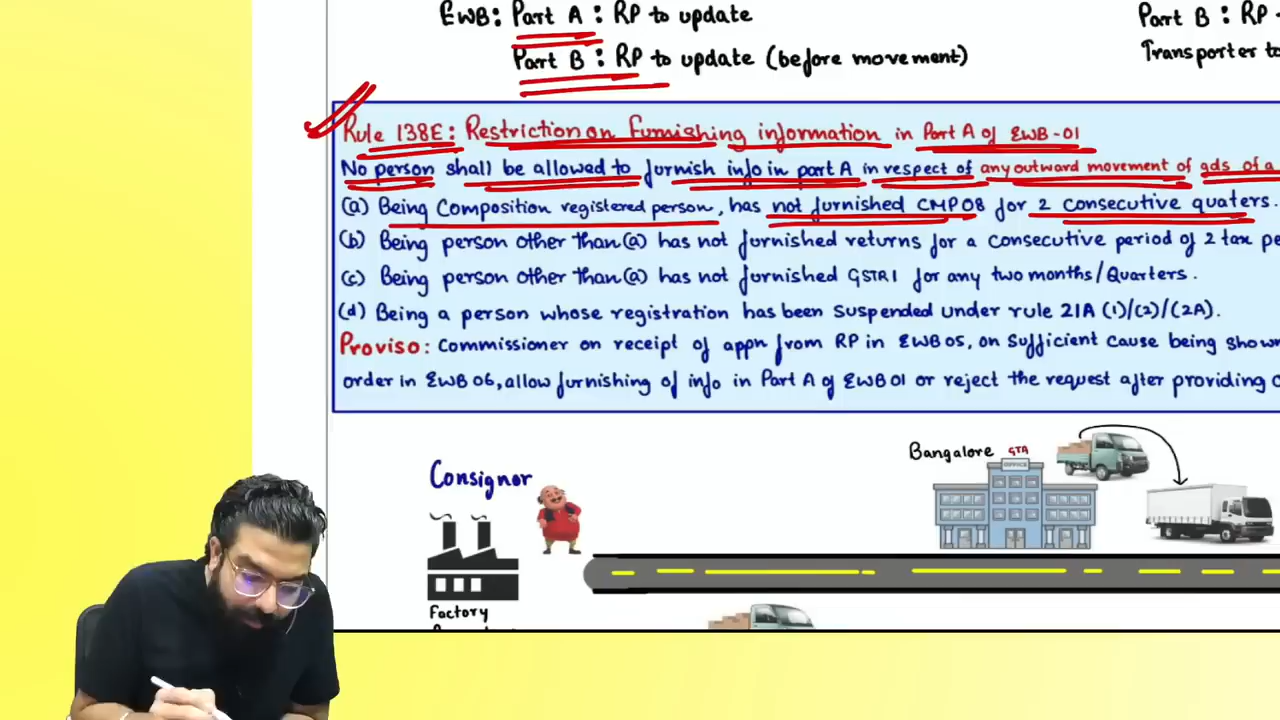 EWB: Part A : RP to update
Part B : RP to update (before movement)
Part B : RP
Transporter to
Rule 138E: Restriction on furnishing information in Part A of EWB-01
No person shall be allowed to furnish info in part A in respect of any outward movement of gds of a
(a) Being Composition registered person, has not furnished CMP08 for 2 consecutive quaters.
(b) Being person other than (a) has not furnished returns for a consecutive period of 2 tax pe
(c) Being person other than (a) has not furnished GSTR1 for any two months/Quarters.
(d) Being a person whose registration has been suspended under rule 21A (1)/(2)/(2A).
Proviso: Commissioner on receipt of appn from RP in EWB05, on sufficient cause being shown
order in EWB 06, allow furnishing of info in Part A of EWB01 or reject the request after providing
Consignor
Bangalore GTA
OFFICE
Factory